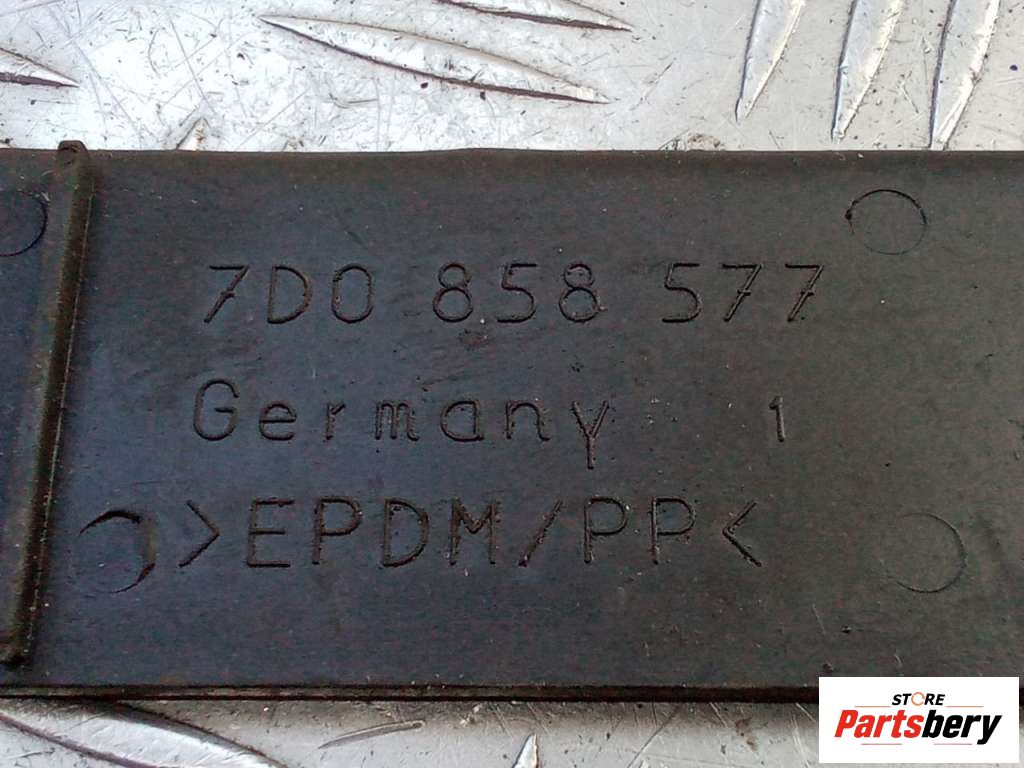 7D0 858 577
Germany 1
>EPDM/PP<
STORE
Partsbery